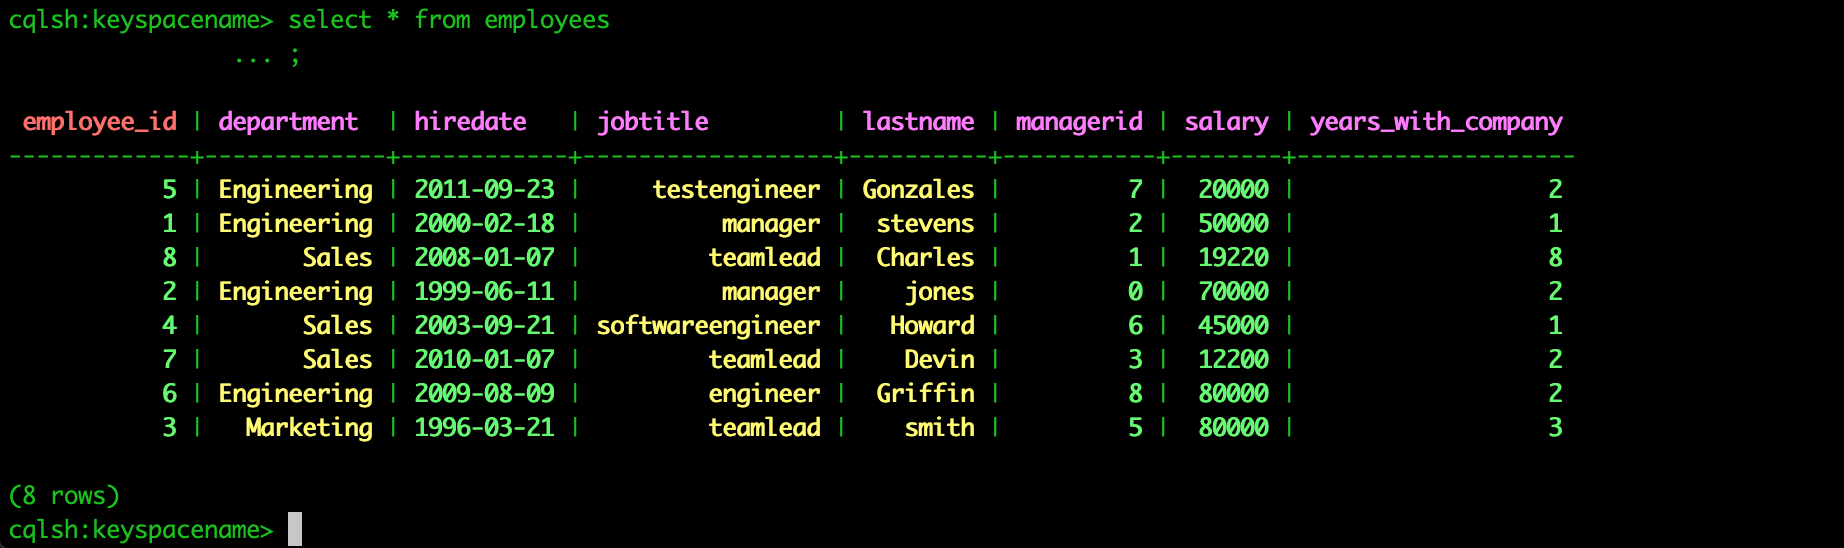 cqlsh:keyspacename> select * from employees
                ... ;
 employee_id | department  | hiredate   | jobtitle         | lastname | managerid | salary | years_with_company
-------------+-------------+------------+------------------+----------+-----------+--------+--------------------
           5 | Engineering | 2011-09-23 |     testengineer | Gonzales |         7 |  20000 |                  2
           1 | Engineering | 2000-02-18 |          manager |  stevens |         2 |  50000 |                  1
           8 |       Sales | 2008-01-07 |         teamlead |  Charles |         1 |  19220 |                  8
           2 | Engineering | 1999-06-11 |          manager |    jones |         0 |  70000 |                  2
           4 |       Sales | 2003-09-21 | softwareengineer |   Howard |         6 |  45000 |                  1
           7 |       Sales | 2010-01-07 |         teamlead |    Devin |         3 |  12200 |                  2
           6 | Engineering | 2009-08-09 |         engineer |  Griffin |         8 |  80000 |                  2
           3 |   Marketing | 1996-03-21 |         teamlead |    smith |         5 |  80000 |                  3
(8 rows)
cqlsh:keyspacename>